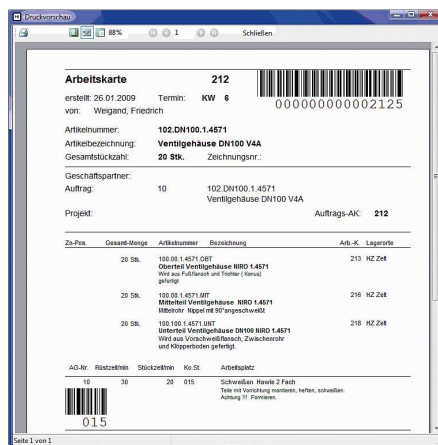 Druckvorschau
88% 1 Schließen
Arbeitskarte 212
000000000002125
erstellt: 26.01.2009 Termin: KW 6
von: Weigand, Friedrich
Artikelnummer: 102.DN100.1.4571
Artikelbezeichnung: Ventilgehäuse DN100 V4A
Gesamtstückzahl: 20 Stk. Zeichnungsnr.:
Geschäftspartner:
Auftrag: 10 102.DN100.1.4571
Ventilgehäuse DN100 V4A
Projekt: Auftrags-AK: 212
Zn-Pos. Gesamt-Menge Artikelnummer Bezeichnung Arb.-K. Lagerorte
20 Stk. 100.00.1.4571.OBT 213 HZ Zelt
Oberteil Ventilgehäuse NIRO 1.4571
Wird aus Fußflansch und Trichter ( Konus)
gefertigt
20 Stk. 100.00.1.4571.MIT 216 HZ Zelt
Mittelteil Ventilgehäuse NIRO 1.4571
Mittelrohr Nippel mit 90°angeschweißt
20 Stk. 100.100.1.4571.UNT 218 HZ Zelt
Unterteil Ventilgehäuse DN100 NIRO 1.4571
Wird aus Vorschweißflansch, Zwischenrohr
und Klöpperboden gefertigt.
AG-Nr. Rüstzeit/min Stückzeit/min Ko.St. Arbeitsplatz
10 30 20 015 Schweißen Hawle 2 Fach
Teile mit Vorrichtung montieren, heften, schweißen.
Achtung !!! Formieren.
015
Seite 1 von 1